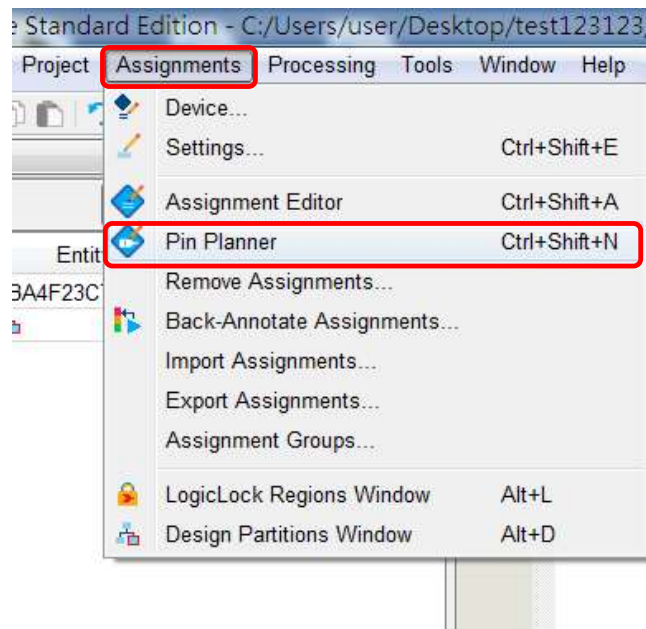 Standard Edition - C:/Users/user/Desktop/test123123
Project Assignments Processing Tools Window Help
Device...
Settings... Ctrl+Shift+E
Assignment Editor Ctrl+Shift+A
Entit Pin Planner Ctrl+Shift+N
BA4F23C Remove Assignments...
Back-Annotate Assignments...
Import Assignments...
Export Assignments...
Assignment Groups...
LogicLock Regions Window Alt+L
Design Partitions Window Alt+D